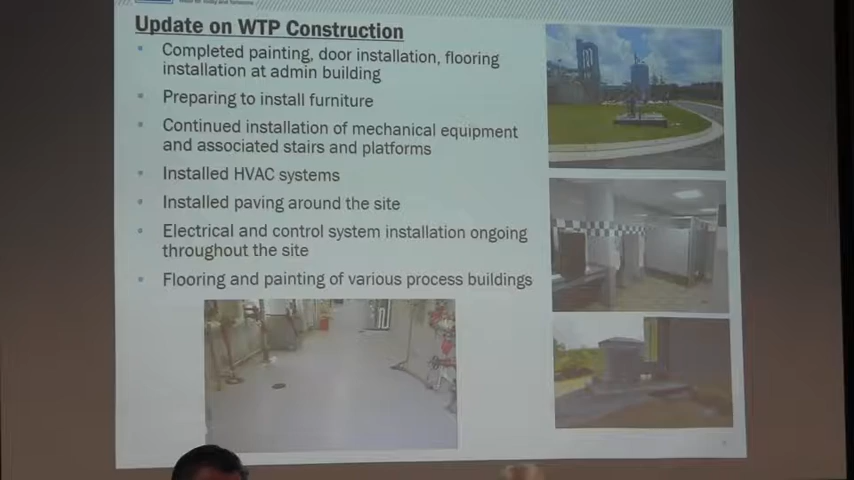 Update on WTP Construction
Completed painting, door installation, flooring
installation at admin building
Preparing to install furniture
Continued installation of mechanical equipment
and associated stairs and platforms
Installed HVAC systems
Installed paving around the site
Electrical and control system installation ongoing
throughout the site
Flooring and painting of various process buildings